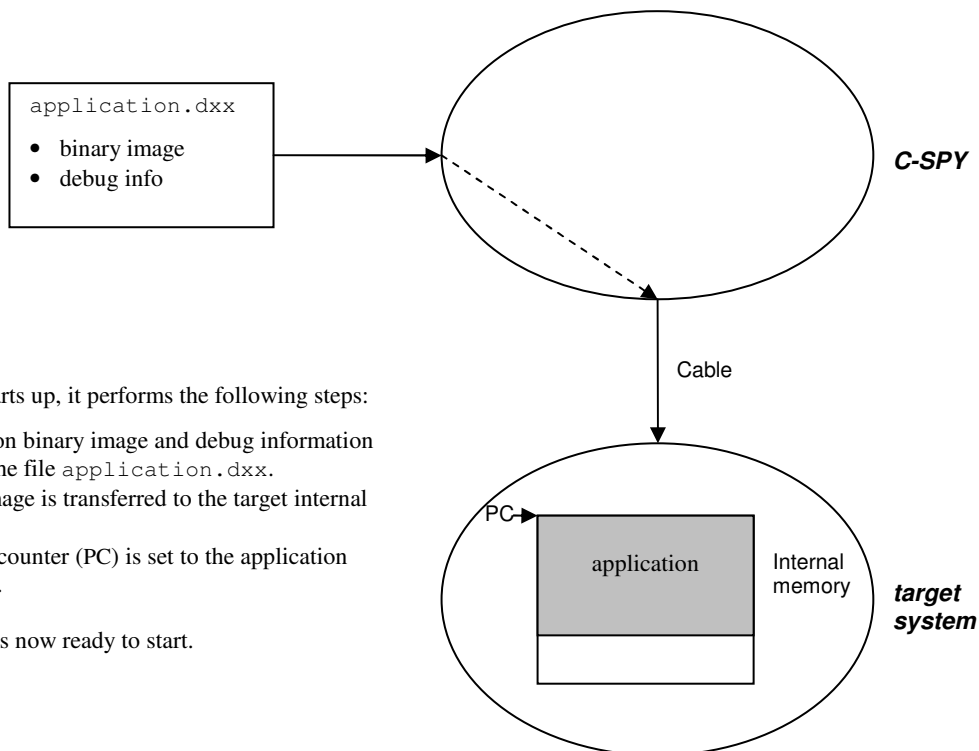 application.dxx
• binary image
• debug info
C-SPY
Cable
arts up, it performs the following steps:
on binary image and debug information
he file application.dxx.
nage is transferred to the target internal
counter (PC) is set to the application
.
s now ready to start.
PC
application
Internal
memory
target
system